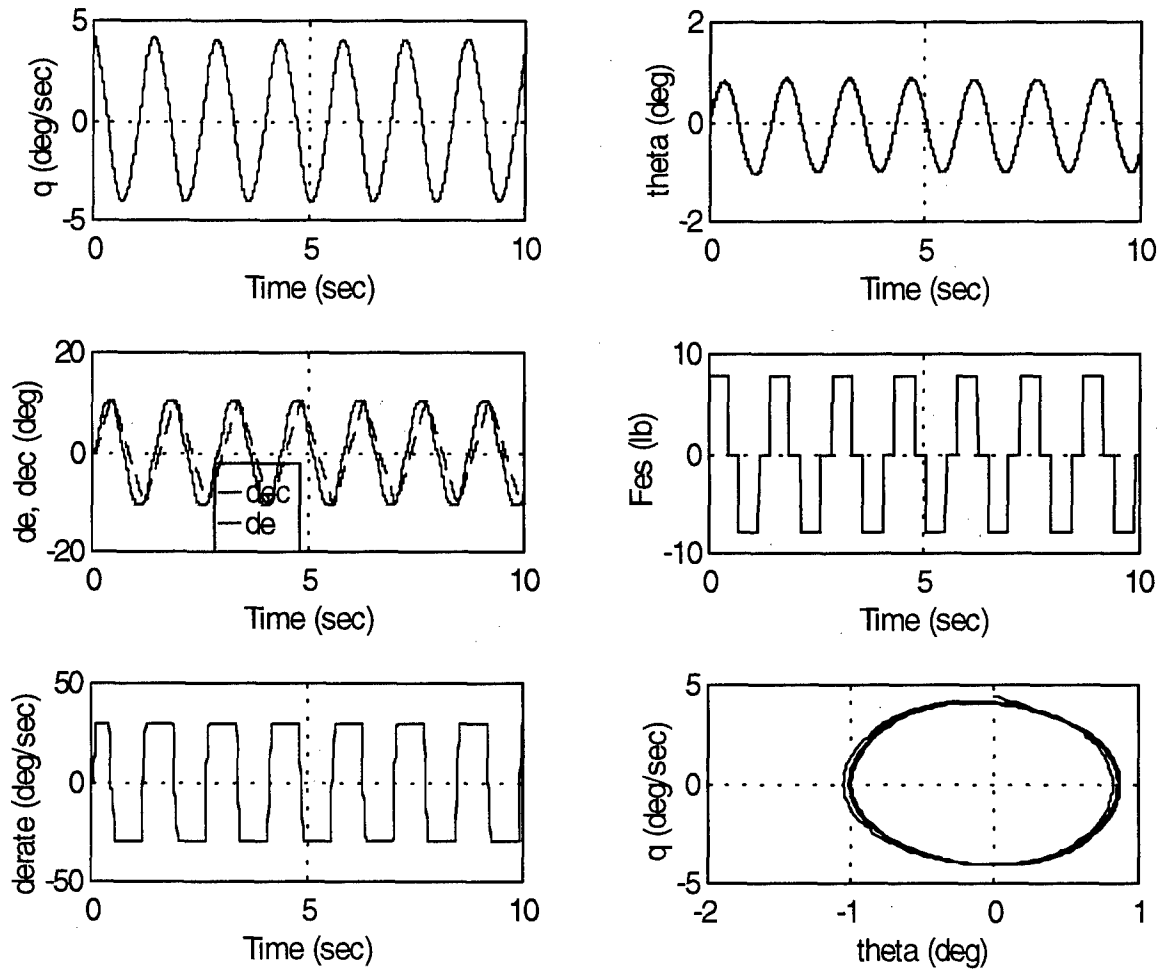 5
0
-5
q (deg/sec)
0
5
10
Time (sec)
2
0
-2
theta (deg)
0
5
10
Time (sec)
20
0
-20
de, dec (deg)
dec
de
0
5
10
Time (sec)
10
0
-10
Fes (lb)
0
5
10
Time (sec)
50
0
-50
derate (deg/sec)
0
5
10
Time (sec)
5
0
-5
q (deg/sec)
-2
-1
0
1
theta (deg)